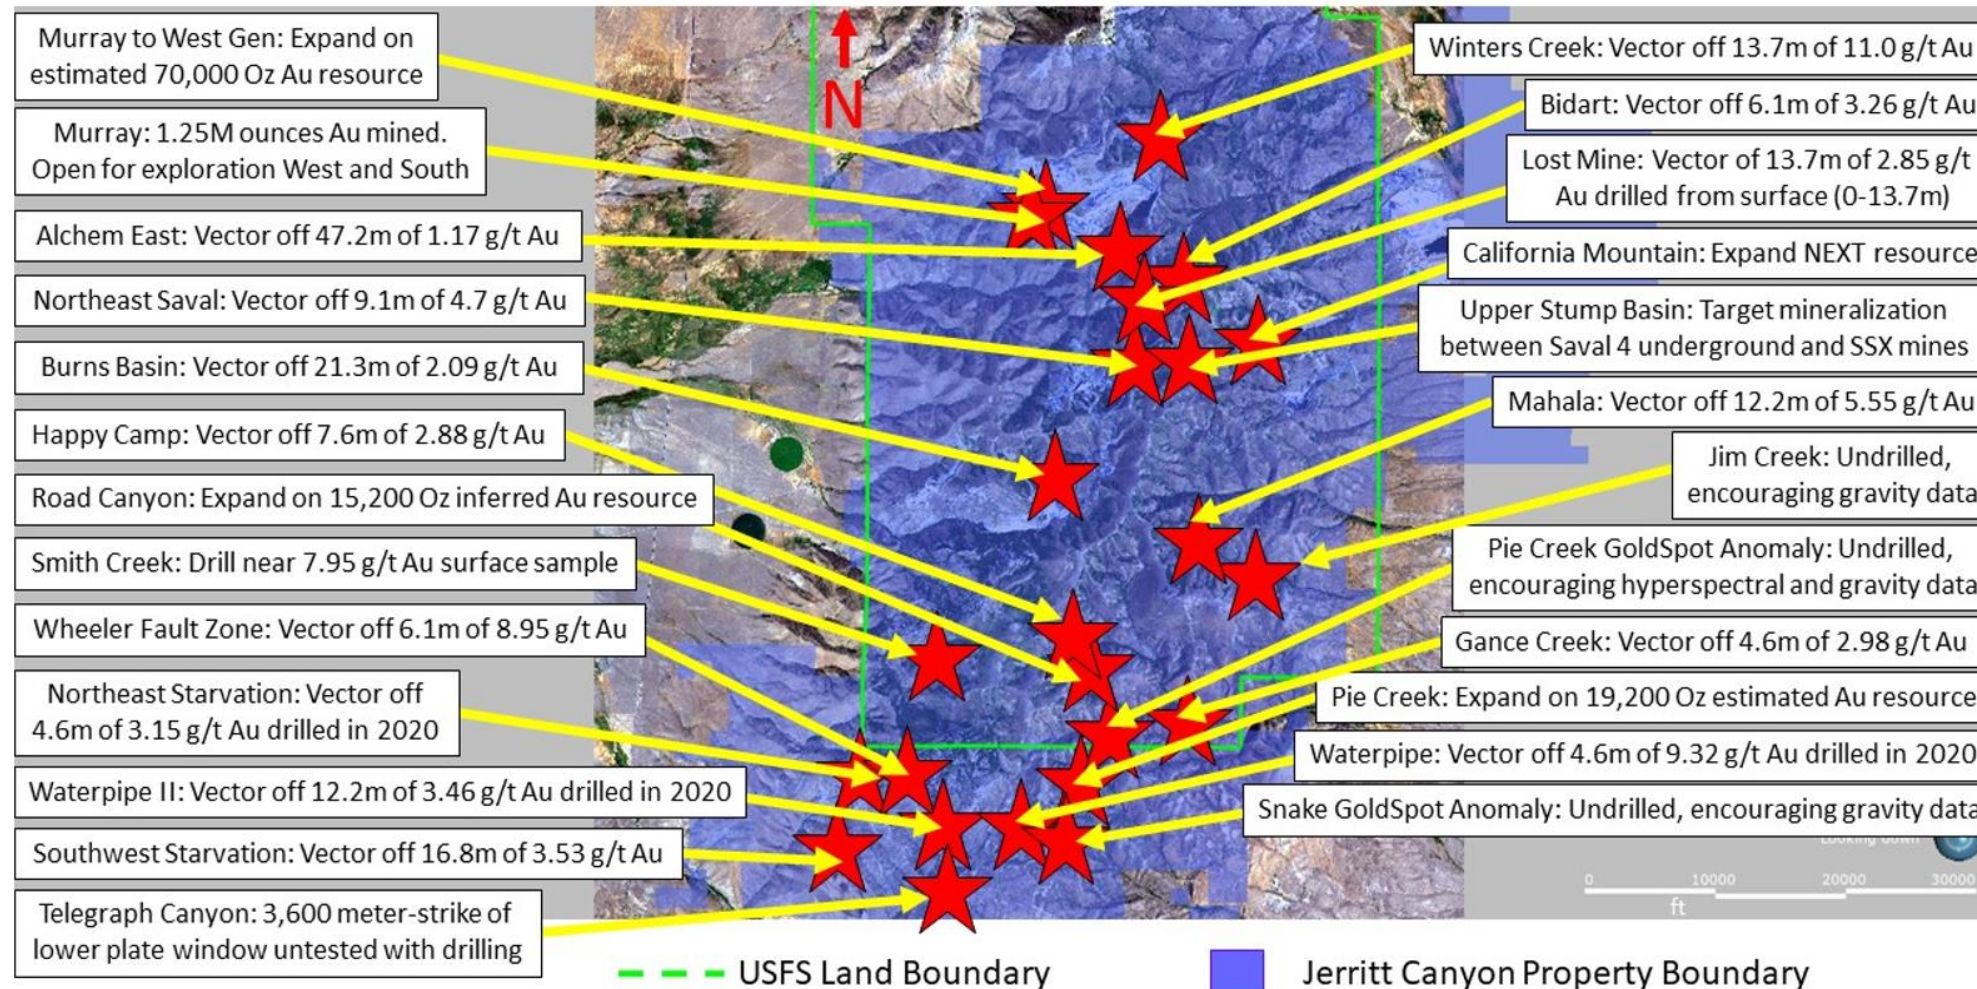 Murray to West Gen: Expand on
estimated 70,000 Oz Au resource
Murray: 1.25M ounces Au mined.
Open for exploration West and South
Alchem East: Vector off 47.2m of 1.17 g/t Au
Northeast Saval: Vector off 9.1m of 4.7 g/t Au
Burns Basin: Vector off 21.3m of 2.09 g/t Au
Happy Camp: Vector off 7.6m of 2.88 g/t Au
Road Canyon: Expand on 15,200 Oz inferred Au resource
Smith Creek: Drill near 7.95 g/t Au surface sample
Wheeler Fault Zone: Vector off 6.1m of 8.95 g/t Au
Northeast Starvation: Vector off
4.6m of 3.15 g/t Au drilled in 2020
Waterpipe II: Vector off 12.2m of 3.46 g/t Au drilled in 2020
Southwest Starvation: Vector off 16.8m of 3.53 g/t Au
Telegraph Canyon: 3,600 meter-strike of
lower plate window untested with drilling
N
Winters Creek: Vector off 13.7m of 11.0 g/t Au
Bidart: Vector off 6.1m of 3.26 g/t Au
Lost Mine: Vector of 13.7m of 2.85 g/t
Au drilled from surface (0-13.7m)
California Mountain: Expand NEXT resource
Upper Stump Basin: Target mineralization
between Saval 4 underground and SSX mines
Mahala: Vector off 12.2m of 5.55 g/t Au
Jim Creek: Undrilled,
encouraging gravity data
Pie Creek GoldSpot Anomaly: Undrilled,
encouraging hyperspectral and gravity data
Gance Creek: Vector off 4.6m of 2.98 g/t Au
Pie Creek: Expand on 19,200 Oz estimated Au resource
Waterpipe: Vector off 4.6m of 9.32 g/t Au drilled in 2020
Snake GoldSpot Anomaly: Undrilled, encouraging gravity data
Looking down
0 10000 20000 30000
ft
USFS Land Boundary
Jerritt Canyon Property Boundary